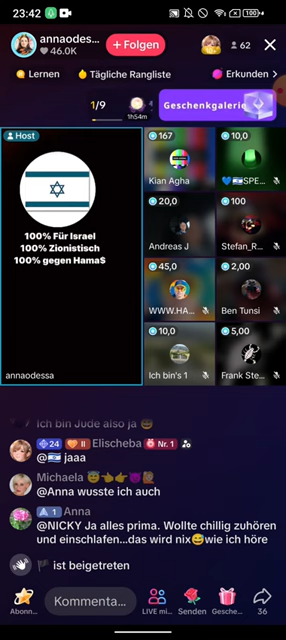 23:42
100
annaodes...
46.0K
+ Folgen
62
Lernen
Tägliche Rangliste
Erkunden >
1/9
1h54m
Geschenkgalerie
Host
100% Für Israel
100% Zionistisch
100% gegen Hama$
annaodessa
167
Kian Agha
10,0
SPE...
20,0
Andreas J
100
Stefan_R...
45,0
WWW.HA...
2,00
Ben Tunsi
10,0
Ich bin's 1
5,00
Frank Ste...
Ich bin Jude also ja 😅
24 II Elischeba Nr. 1
@🇮🇱 jaaa
Michaela 😇👈👉😈
@Anna wusste ich auch
1 Anna
@NICKY Ja alles prima. Wollte chillig zuhören
und einschlafen...das wird nix😅wie ich höre
🏴 ist beigetreten
Abonn...
Kommenta...
LIVE mi...
Senden
Gesche...
36